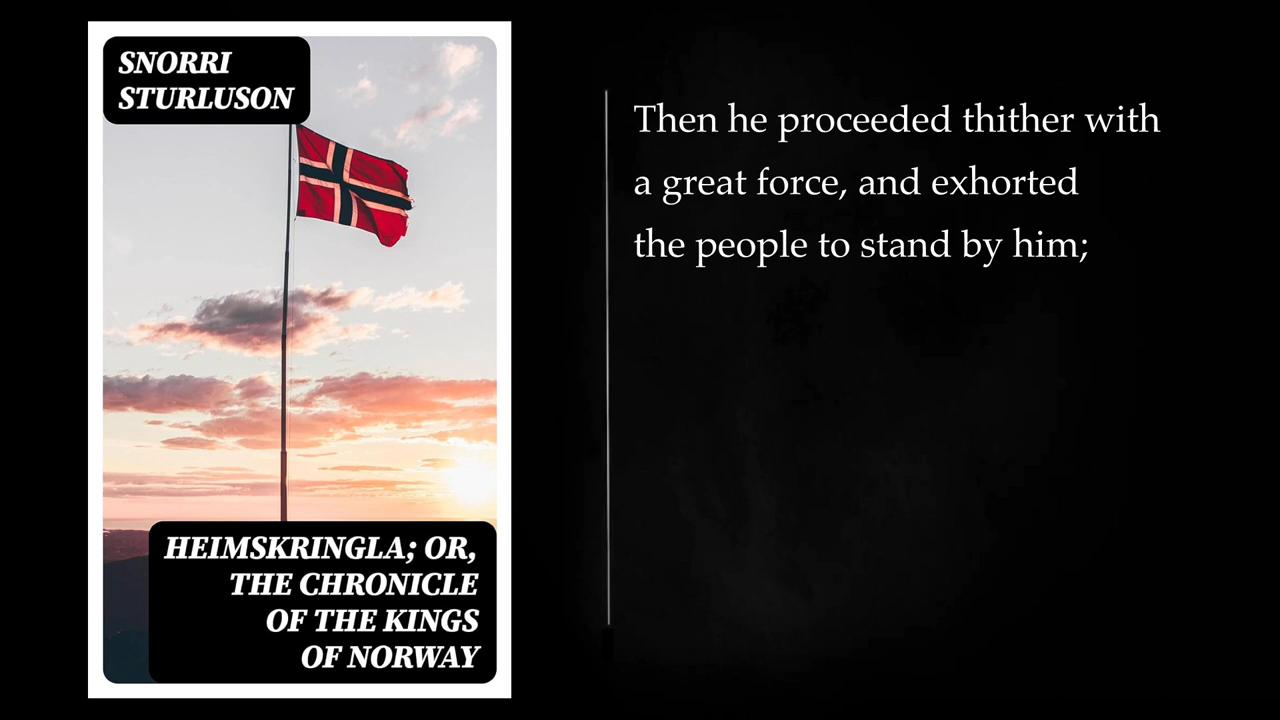 SNORRI
STURLUSON
HEIMSKRINGLA; OR,
THE CHRONICLE
OF THE KINGS
OF NORWAY
Then he proceeded thither with
a great force, and exhorted
the people to stand by him;